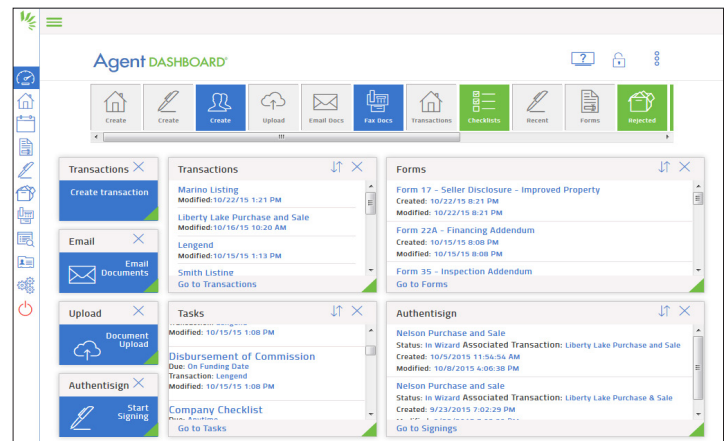 Agent DASHBOARD
?
Create
Create
Create
Upload
Email Docs
Fax Docs
Transactions
Checklists
Recent
Forms
Rejected
Transactions
Create transaction
Transactions
Marino Listing
Modified:10/22/15 1:21 PM
Liberty Lake Purchase and Sale
Modified:10/16/15 10:20 AM
Lengend
Modified:10/15/15 1:13 PM
Smith Listing
Go to Transactions
Forms
Form 17 - Seller Disclosure - Improved Property
Created: 10/22/15 8:21 PM
Modified: 10/22/15 8:21 PM
Form 22A - Financing Addendum
Created: 10/15/15 8:08 PM
Modified: 10/15/15 8:08 PM
Form 35 - Inspection Addendum
Go to Forms
Email
Email
Documents
Upload
Document
Upload
Authentisign
Start
Signing
Tasks
Modified: 10/15/15 1:08 PM
Disbursement of Commission
Due: On Funding Date
Transaction: Lengend
Modified: 10/15/15 1:08 PM
Company Checklist
Due: Anytime
Go to Tasks
Authentisign
Nelson Purchase and Sale
Status: In Wizard Associated Transaction: Liberty Lake Purchase and Sale
Created: 10/5/2015 11:54:54 AM
Modified: 10/8/2015 4:06:38 PM
Nelson Purchase and sale
Status: In Wizard Associated Transaction: Liberty Lake Purchase & Sale
Created: 9/23/2015 7:02:29 PM
Go to Signings